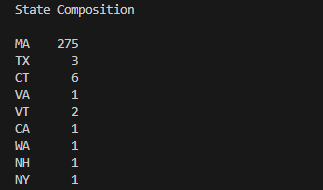 State Composition
MA 275
TX 3
CT 6
VA 1
VT 2
CA 1
WA 1
NH 1
NY 1